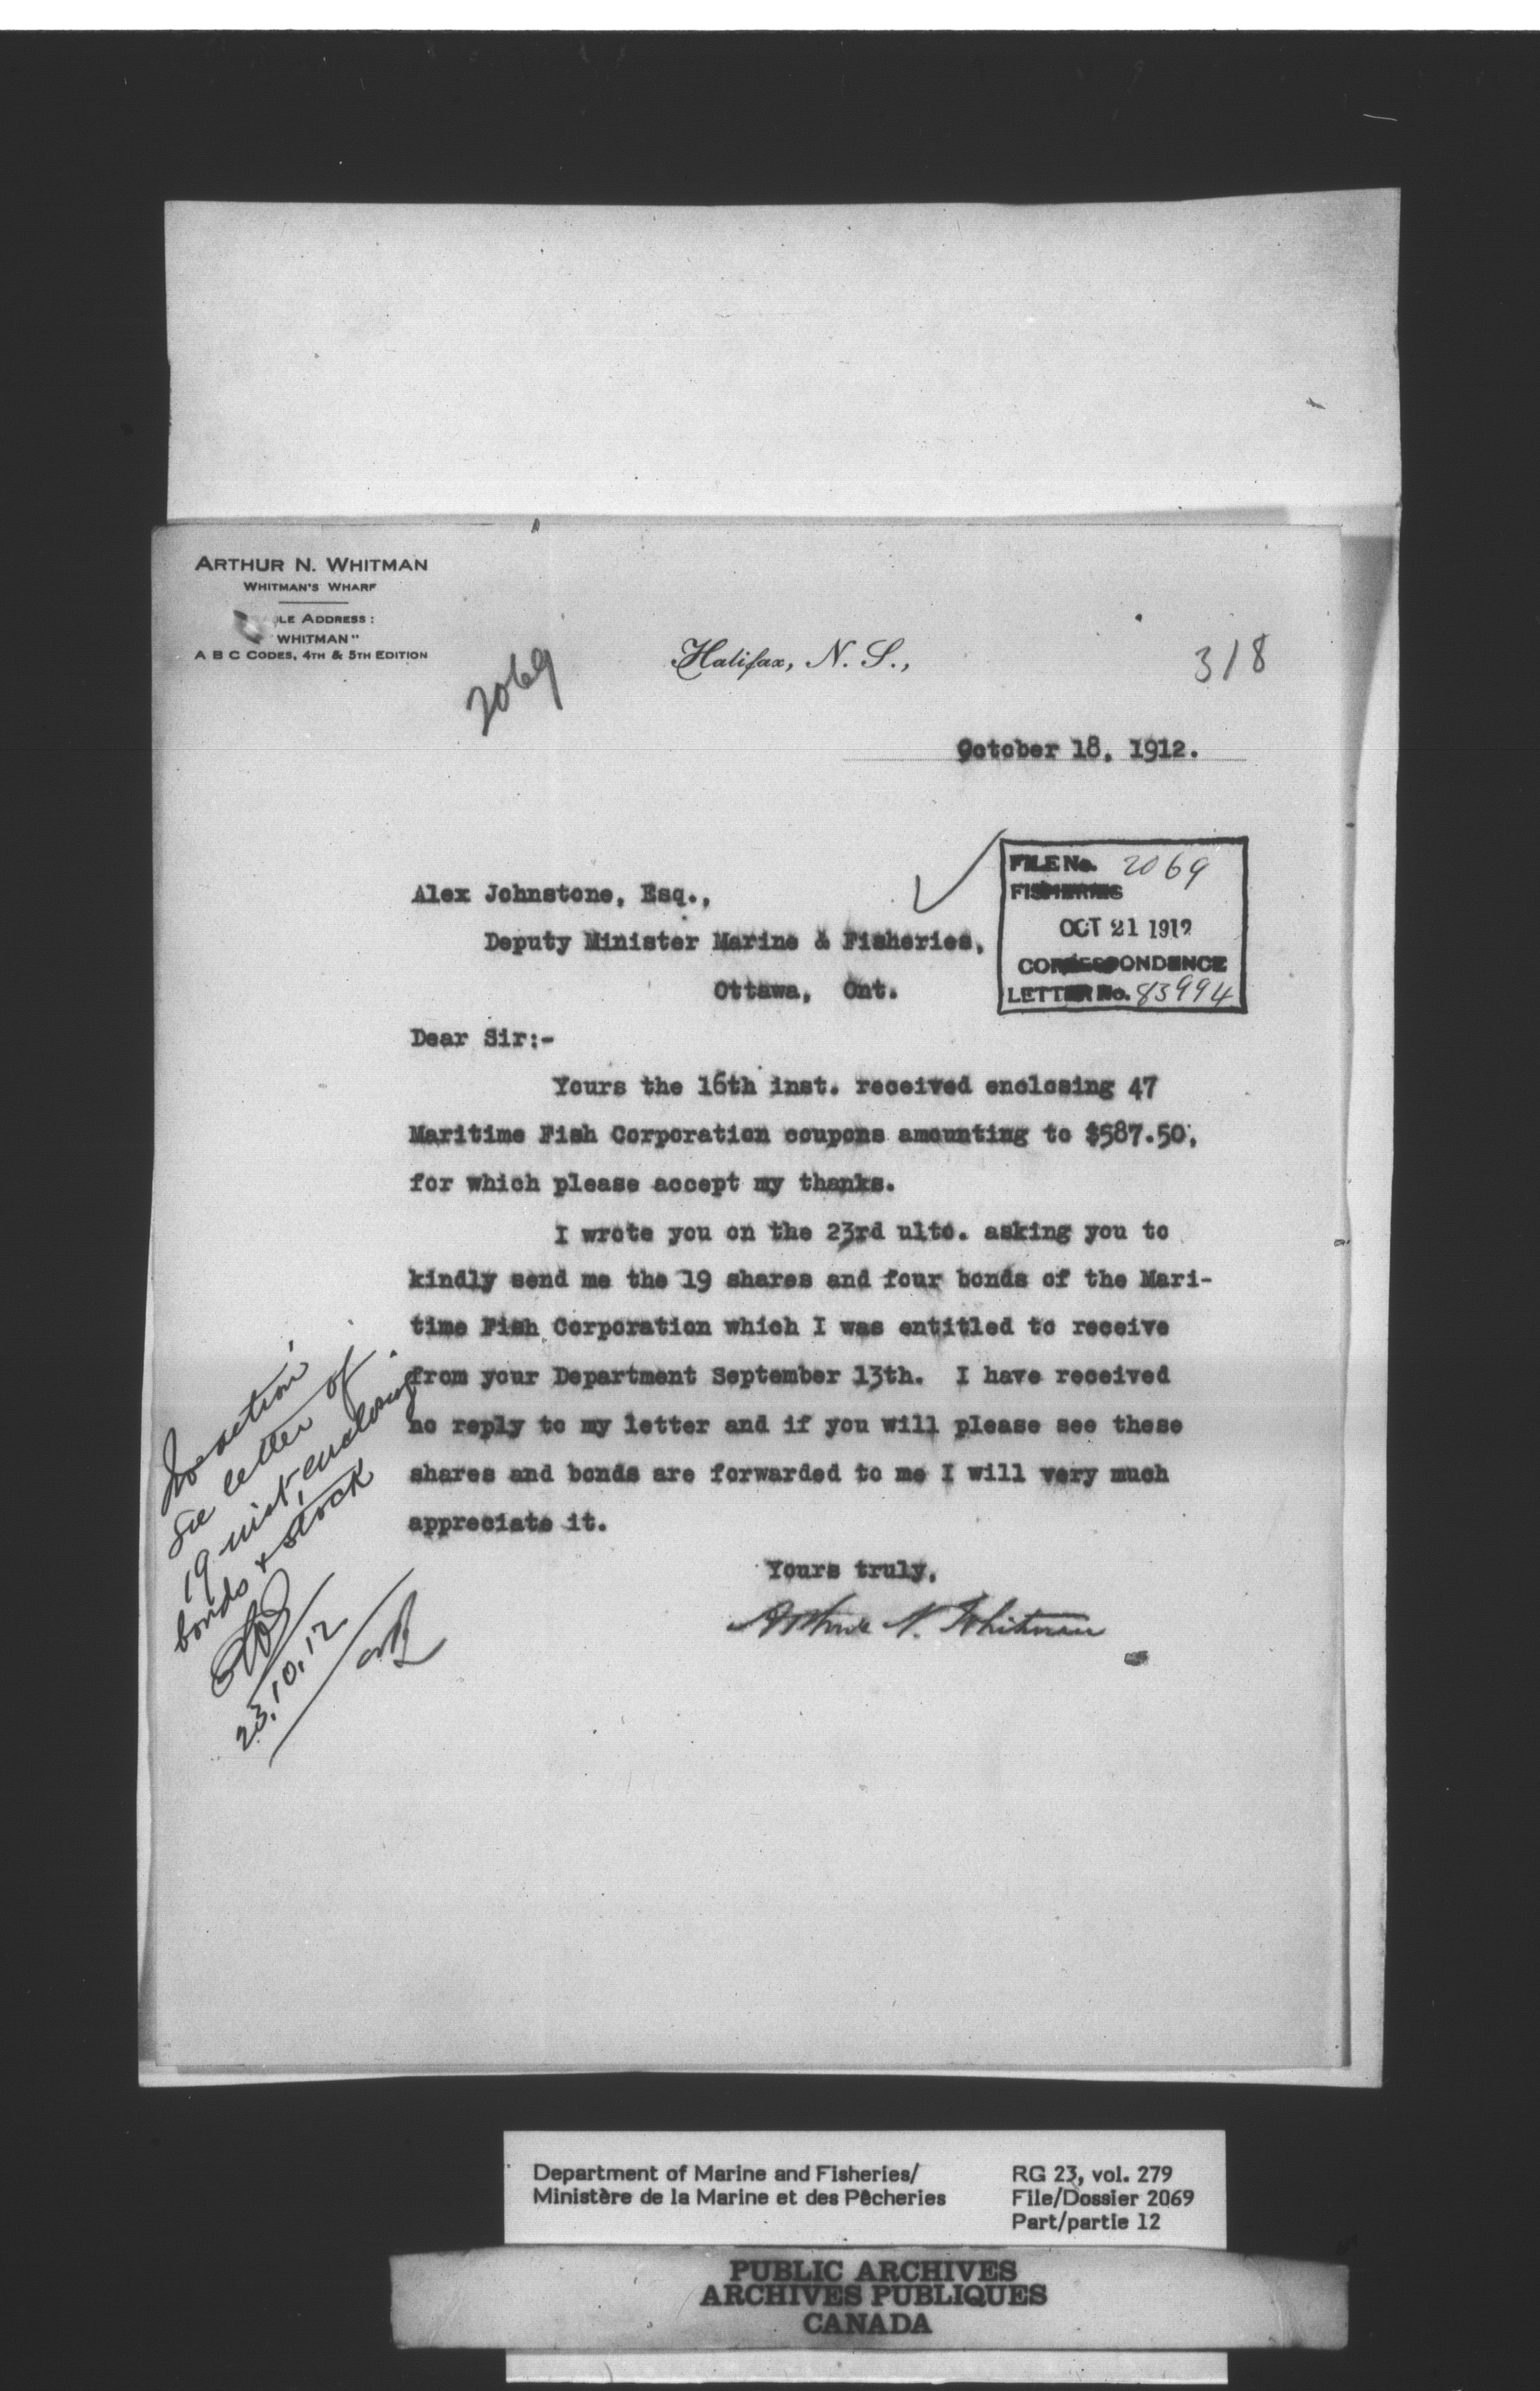 ARTHUR N. WHITMAN
WHITMAN'S WHARF
LE ADDRESS:
WHITMAN"
A B C CODES, 4TH & 5TH EDITION
2069
Halifax, N. S.,
318
October 18, 1912.
FILE No. 2069
FISHERIES
OCT 21 1912
CORRESPONDENCE
LETTER No. 83994
Alex Johnstone, Esq.,
Deputy Minister Marine & Fisheries,
Ottawa, Ont.
Dear Sir:-
Yours the 16th inst. received enclosing 47
Maritime Fish Corporation coupons amounting to $587.50,
for which please accept my thanks.
I wrote you on the 23rd ulto. asking you to
kindly send me the 19 shares and four bonds of the Mari-
time Fish Corporation which I was entitled to receive
from your Department September 13th. I have received
no reply to my letter and if you will please see these
shares and bonds are forwarded to me I will very much
appreciate it.
Yours truly,
Arthur N. Whitman
No action
See letter of
19 inst, enclosing
bonds & stock
23.10.12
Department of Marine and Fisheries/
Ministère de la Marine et des Pêcheries
RG 23, vol. 279
File/Dossier 2069
Part/partie 12
PUBLIC ARCHIVES
ARCHIVES PUBLIQUES
CANADA